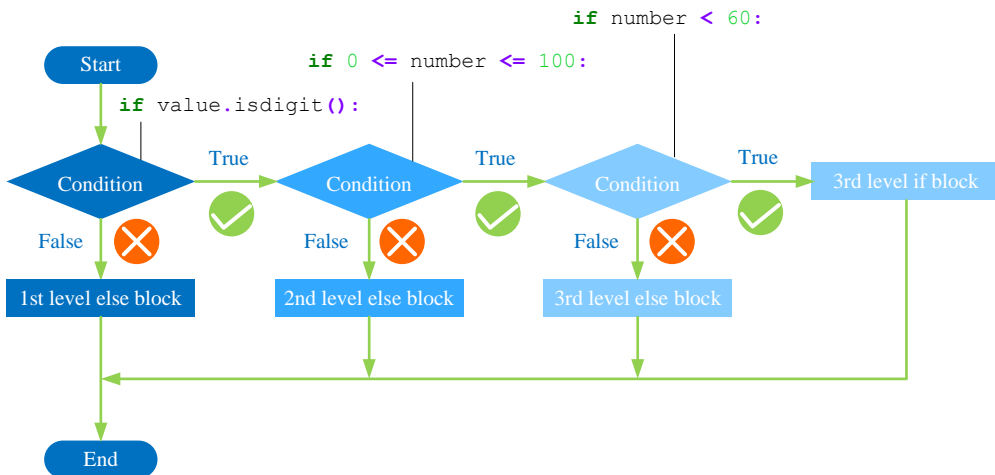 if number < 60:
Start
if 0 <= number <= 100:
if value.isdigit():
True
True
True
Condition
Condition
Condition
3rd level if block
False
False
False
1st level else block
2nd level else block
3rd level else block
End